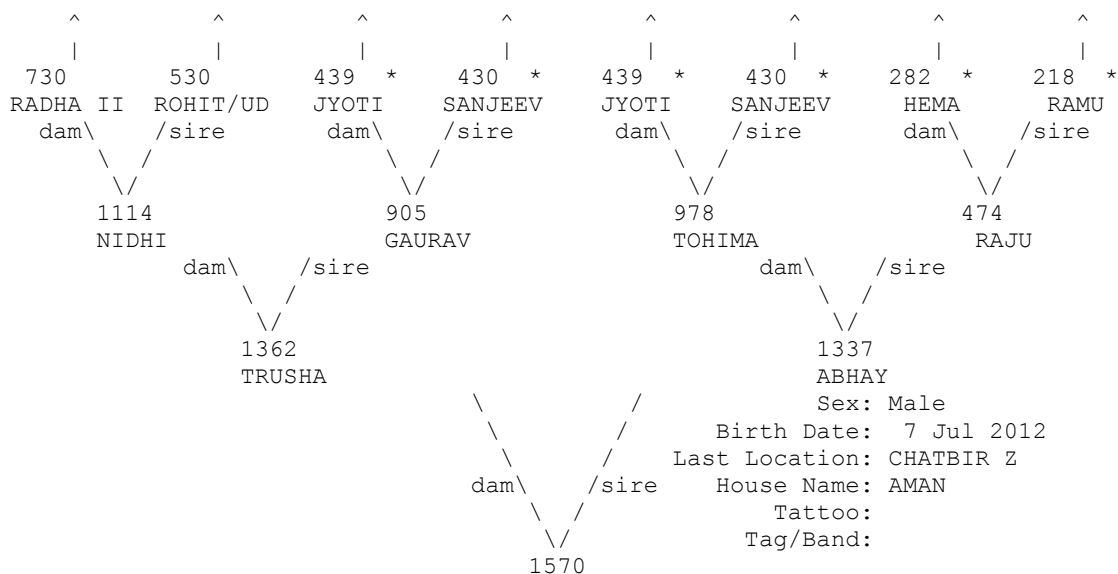 ^ ^ ^ ^ ^ ^ ^ ^
| | | | | | | |
730 530 439 * 430 * 439 * 430 * 282 * 218 *
RADHA II ROHIT/UD JYOTI SANJEEV JYOTI SANJEEV HEMA RAMU
dam\ /sire dam\ /sire dam\ /sire dam\ /sire
\ / \ / \ / \ /
\/ \/ \/ \/
1114 905 978 474
NIDHI GAURAV TOHIMA RAJU
dam\ /sire dam\ /sire
\ / \ /
\/ \/
1362 1337
TRUSHA ABHAY
\ / Sex: Male
\ / Birth Date: 7 Jul 2012
\ / Last Location: CHATBIR Z
dam\ /sire House Name: AMAN
\ / Tattoo:
\/ Tag/Band:
1570